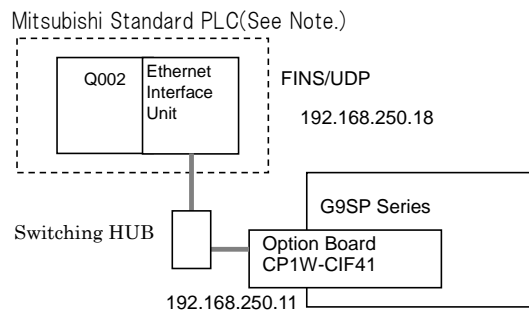 Mitsubishi Standard PLC(See Note.)
Q002
Ethernet
Interface
Unit
FINS/UDP
192.168.250.18
G9SP Series
Switching HUB
Option Board
CP1W-CIF41
192.168.250.11